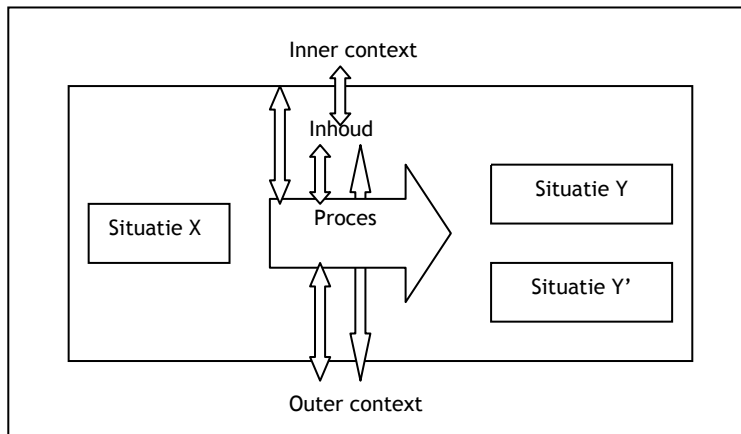 Inner context
Inhoud
Situatie Y
Proces
Situatie X
Situatie Y’
Outer context